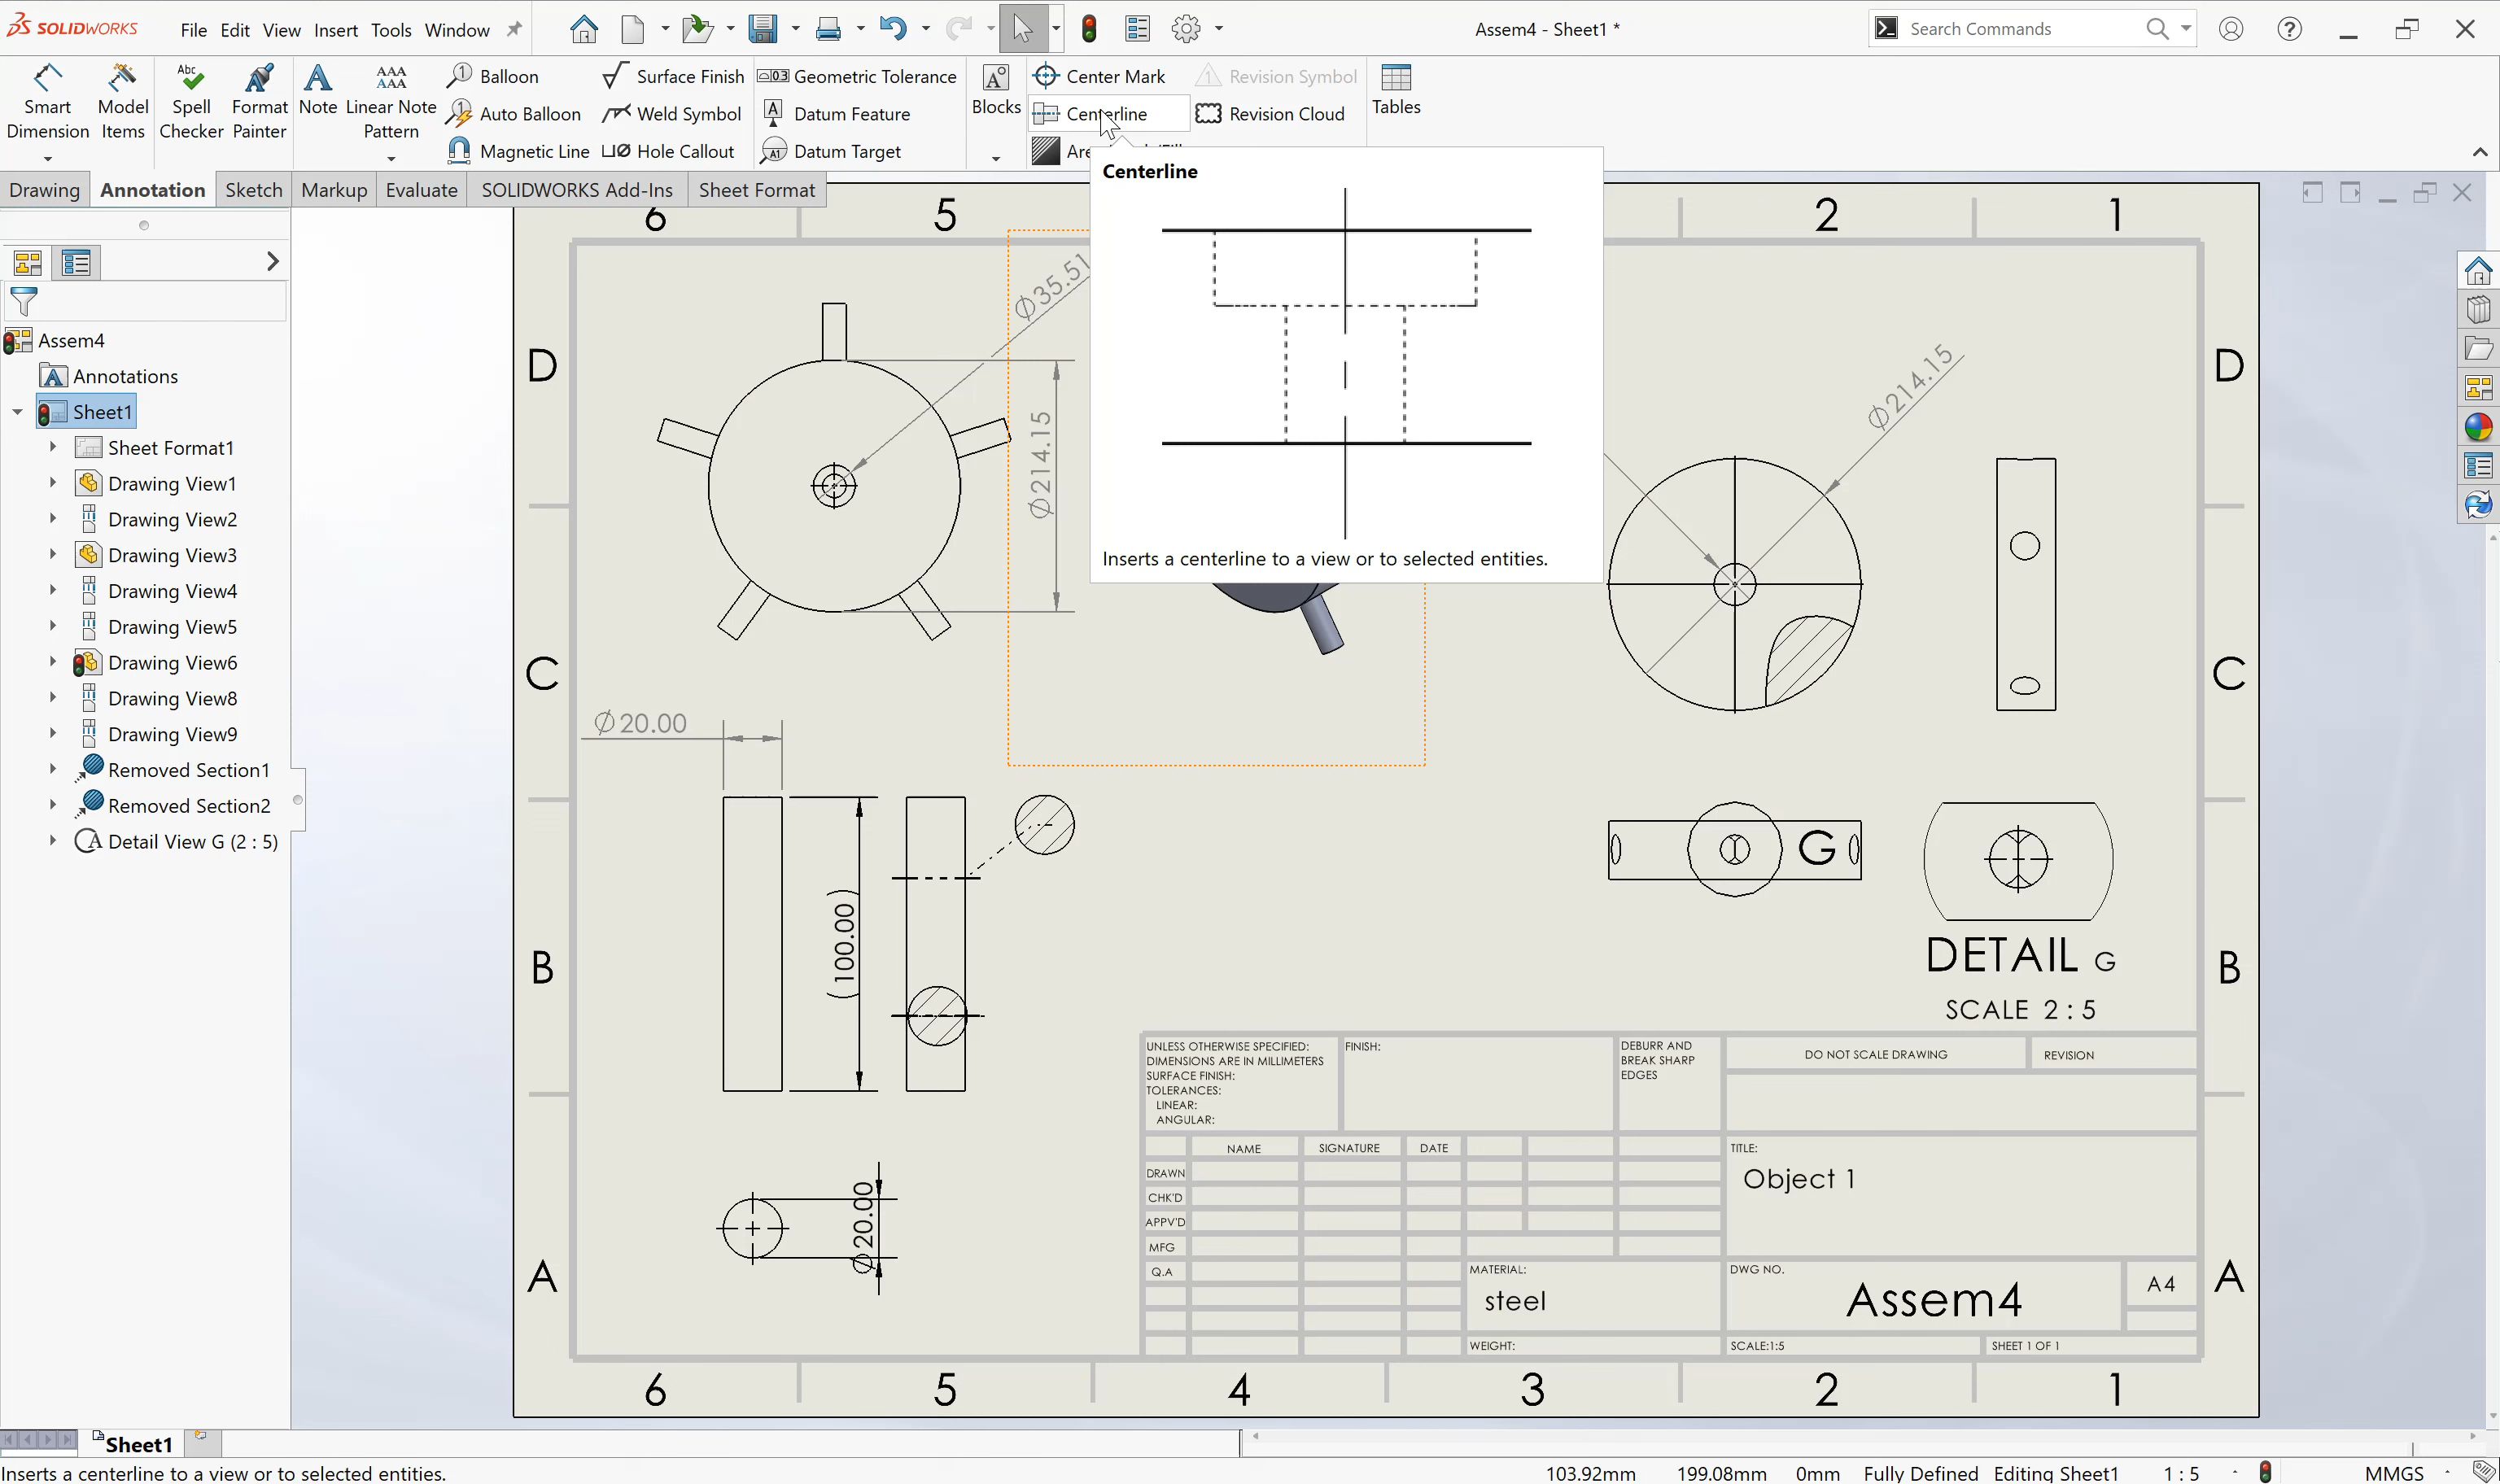 SOLIDWORKS File Edit View Insert Tools Window
Assem4 - Sheet1 *
Search Commands
Smart Dimension
Model Items
Spell Checker
Format Painter
Note
Linear Note Pattern
Balloon
Auto Balloon
Magnetic Line
Surface Finish
Weld Symbol
Hole Callout
Geometric Tolerance
Datum Feature
Datum Target
Blocks
Center Mark
Centerline
Revision Symbol
Revision Cloud
Tables
Drawing Annotation Sketch Markup Evaluate SOLIDWORKS Add-Ins Sheet Format
Centerline
Inserts a centerline to a view or to selected entities.
Assem4
Annotations
Sheet1
Sheet Format1
Drawing View1
Drawing View2
Drawing View3
Drawing View4
Drawing View5
Drawing View6
Drawing View8
Drawing View9
Removed Section1
Removed Section2
Detail View G (2 : 5)
6 5 2 1
D D
C C
B B
A A
6 5 4 3 2 1
∅35.51
∅214.15
∅214.15
∅20.00
(100.00)
∅20.00
G
DETAIL G
SCALE 2 : 5
UNLESS OTHERWISE SPECIFIED:
DIMENSIONS ARE IN MILLIMETERS
SURFACE FINISH:
TOLERANCES:
LINEAR:
ANGULAR:
FINISH:
DEBURR AND
BREAK SHARP
EDGES
DO NOT SCALE DRAWING
REVISION
NAME SIGNATURE DATE
DRAWN
CHK'D
APPV'D
MFG
Q.A
TITLE:
Object 1
MATERIAL:
steel
DWG NO.
Assem4
A4
WEIGHT:
SCALE:1:5
SHEET 1 OF 1
Sheet1
Inserts a centerline to a view or to selected entities.
103.92mm 199.08mm 0mm Fully Defined Editing Sheet1 1 : 5 MMGS